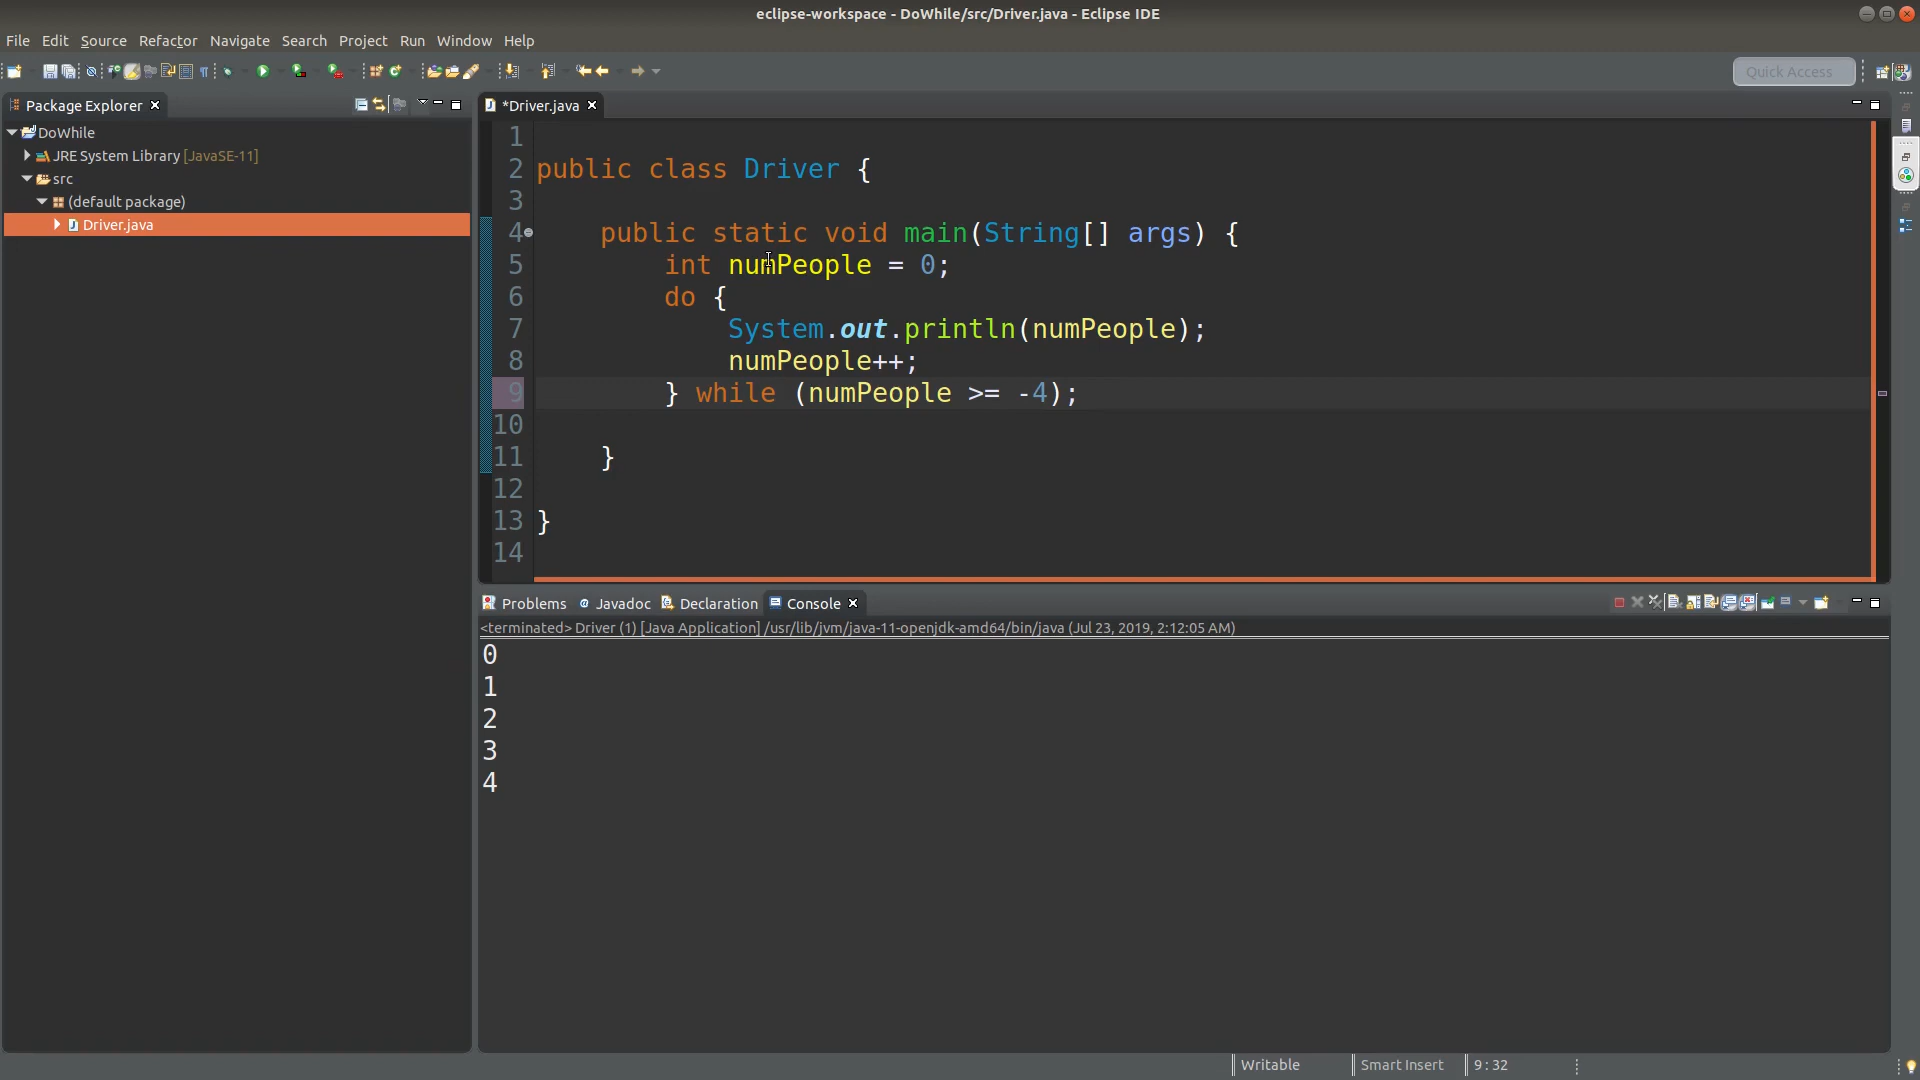 eclipse-workspace - DoWhile/src/Driver.java - Eclipse IDE
File Edit Source Refactor Navigate Search Project Run Window Help
Quick Access
Package Explorer
DoWhile
JRE System Library [JavaSE-11]
src
(default package)
Driver.java
*Driver.java
1
2 public class Driver {
3
4 public static void main(String[] args) {
5 int numPeople = 0;
6 do {
7 System.out.println(numPeople);
8 numPeople++;
9 } while (numPeople >= -4);
10
11 }
12
13 }
14
Problems @ Javadoc Declaration Console
<terminated> Driver (1) [Java Application] /usr/lib/jvm/java-11-openjdk-amd64/bin/java (Jul 23, 2019, 2:12:05 AM)
0
1
2
3
4
Writable Smart Insert 9 : 32